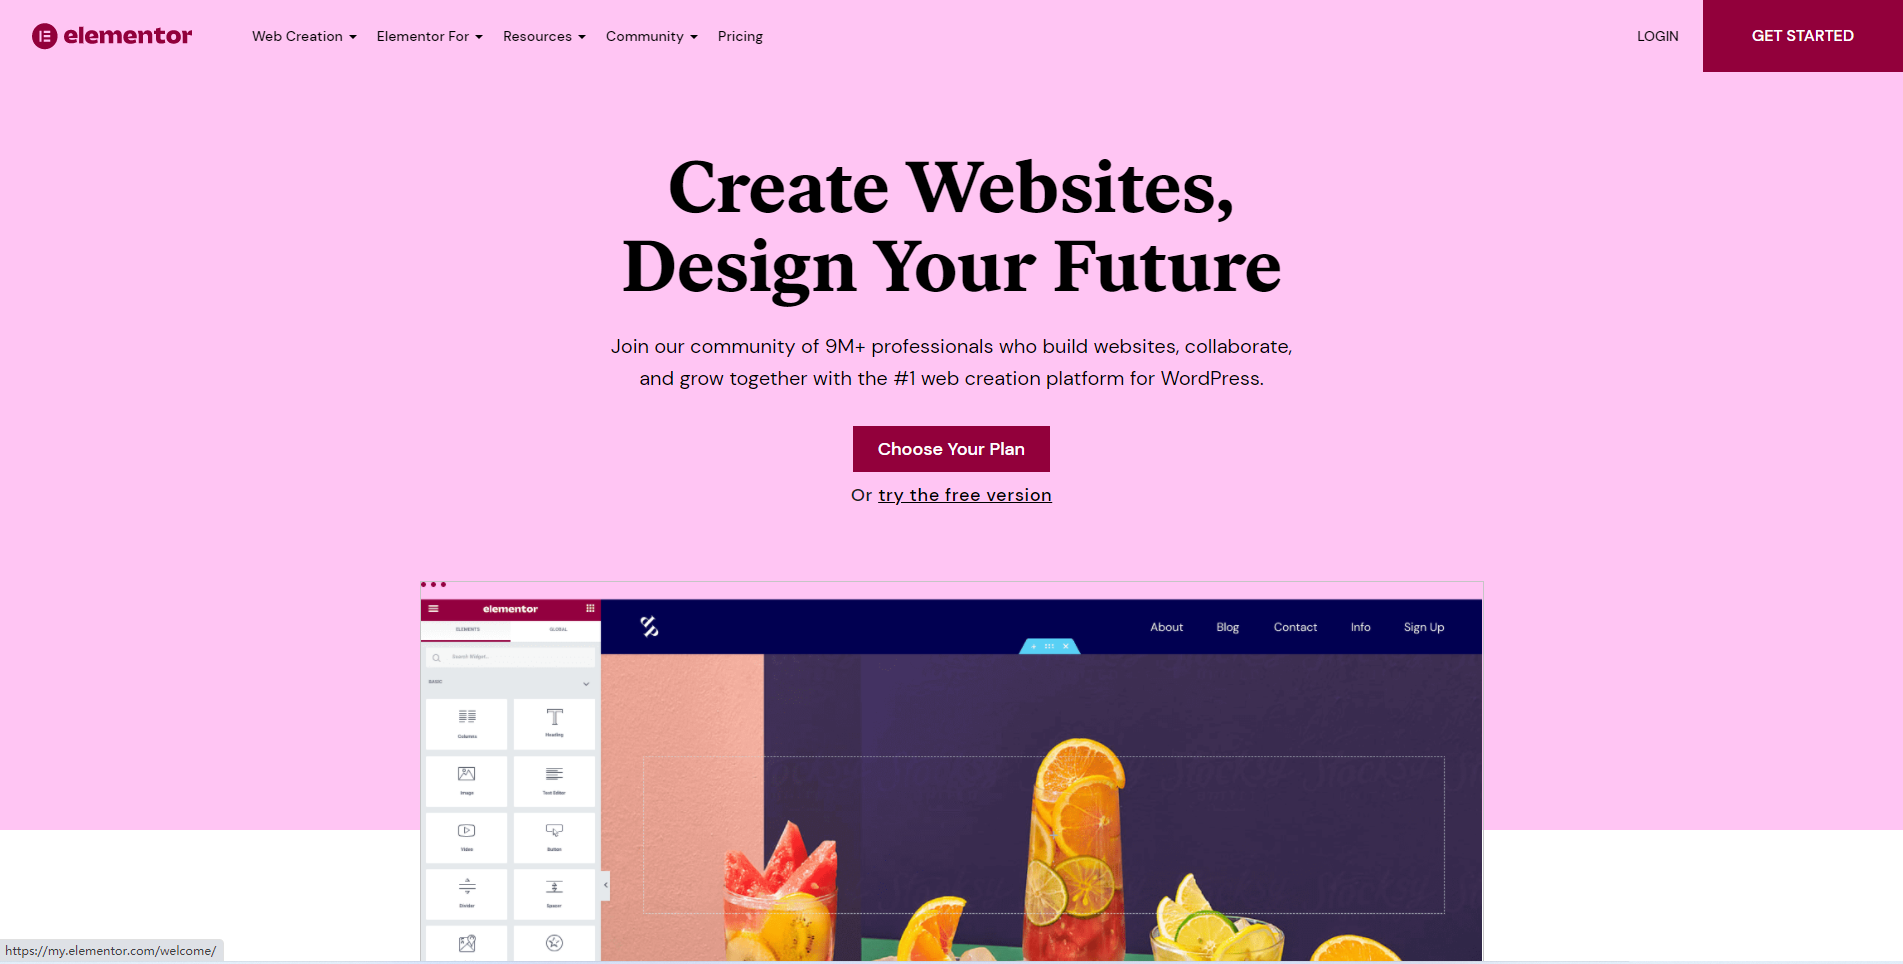 elementor
Web Creation
Elementor For
Resources
Community
Pricing
LOGIN
GET STARTED
Create Websites,
Design Your Future
Join our community of 9M+ professionals who build websites, collaborate,
and grow together with the #1 web creation platform for WordPress.
Choose Your Plan
Or try the free version
elementor
ELEMENTS
GLOBAL
Search Widget...
BASIC
Columns
Heading
Image
Text Editor
Video
Button
Divider
Spacer
About
Blog
Contact
Info
Sign Up
https://my.elementor.com/welcome/